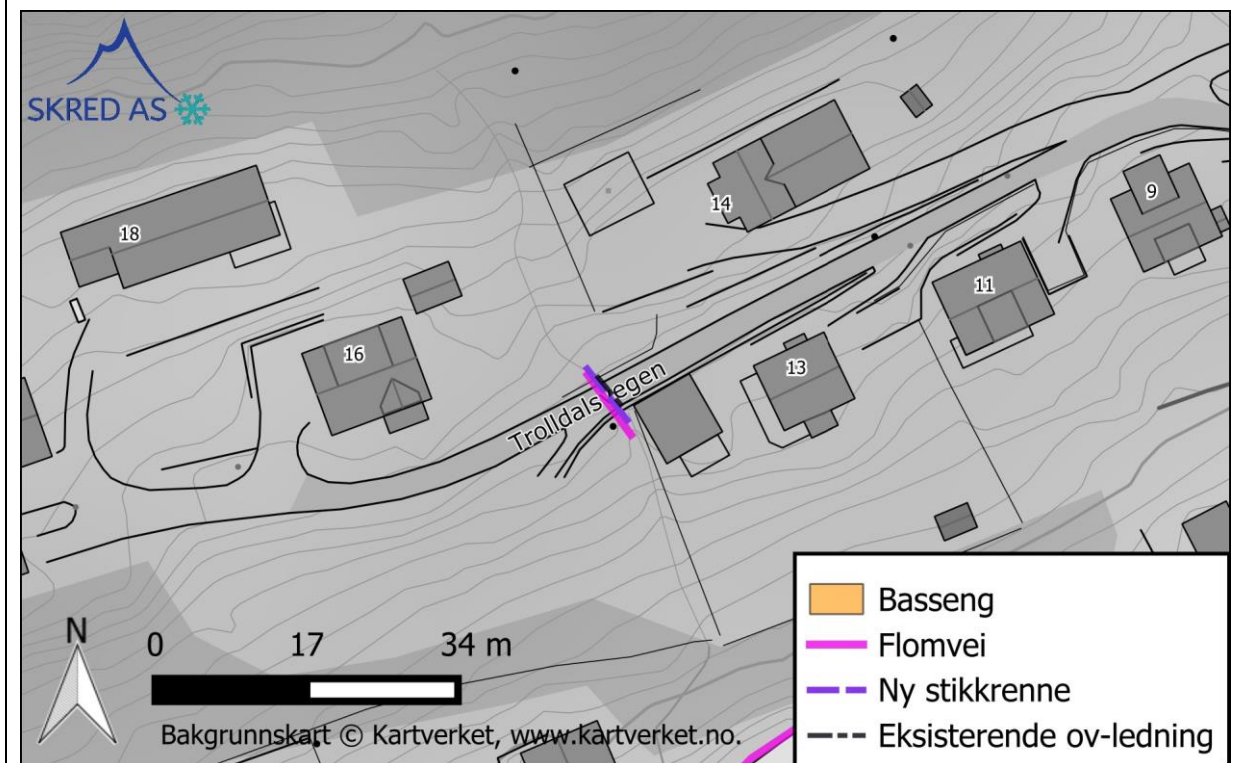 SKRED AS
18
14
9
11
16
13
Trolldalsvegen
N
0 17 34 m
Bakgrunnskart © Kartverket, www.kartverket.no.
Basseng
Flomvei
Ny stikkrenne
Eksisterende ov-ledning